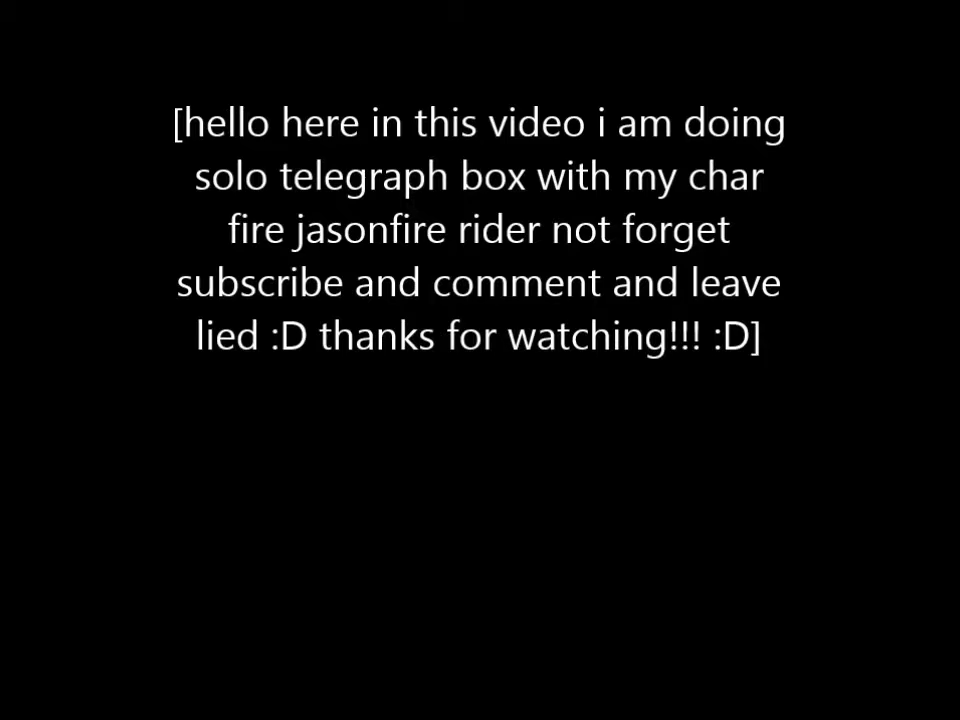 [hello here in this video i am doing
solo telegraph box with my char
fire jasonfire rider not forget
subscribe and comment and leave
lied :D thanks for watching!!! :D]